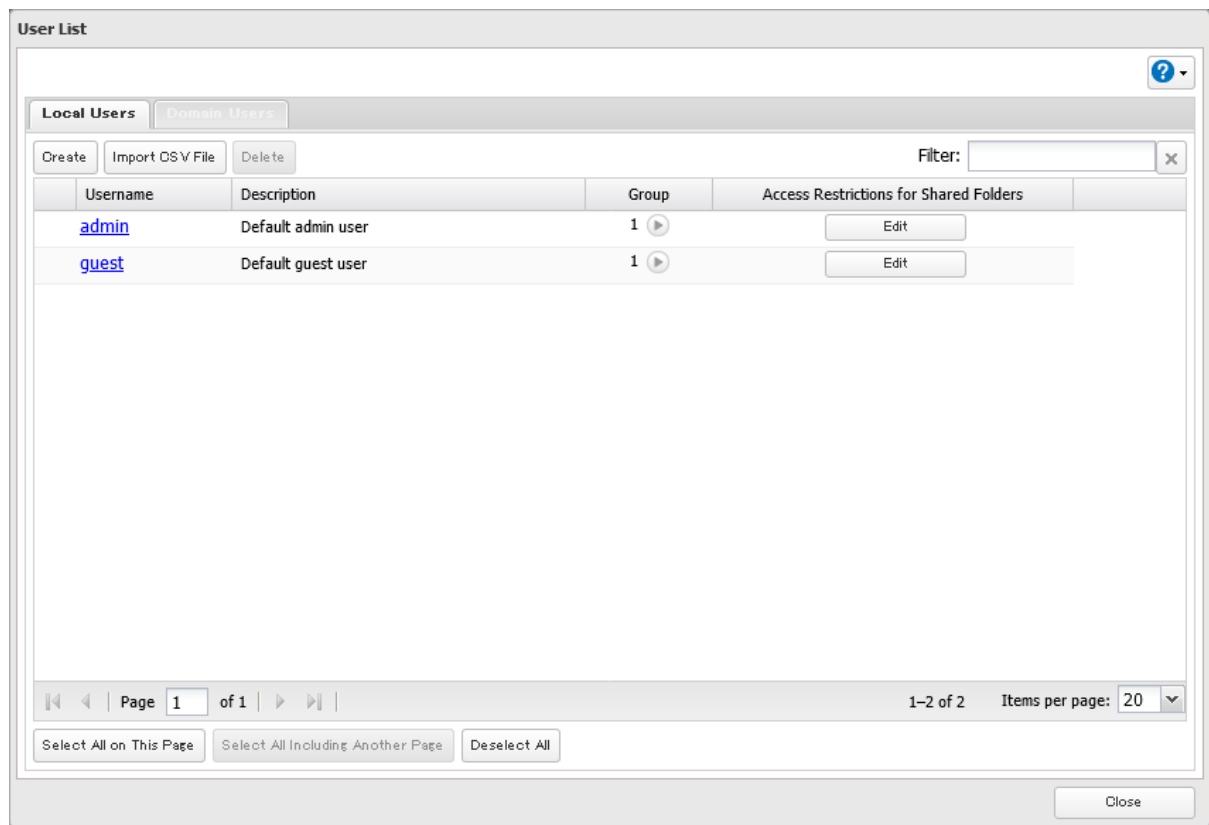 User List
?
Local Users Domain Users
Create Import CSV File Delete Filter:
Username Description Group Access Restrictions for Shared Folders
admin Default admin user 1 Edit
guest Default guest user 1 Edit
Page 1 of 1 1–2 of 2 Items per page: 20
Select All on This Page Select All Including Another Page Deselect All
Close